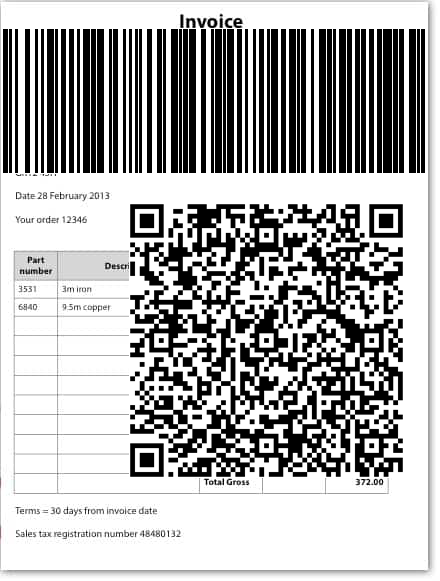 Invoice
Date 28 February 2013
Your order 12346
Part number
3531 3m iron
6840 9.5m copper
Total Gross 372.00
Terms = 30 days from invoice date
Sales tax registration number 48480132